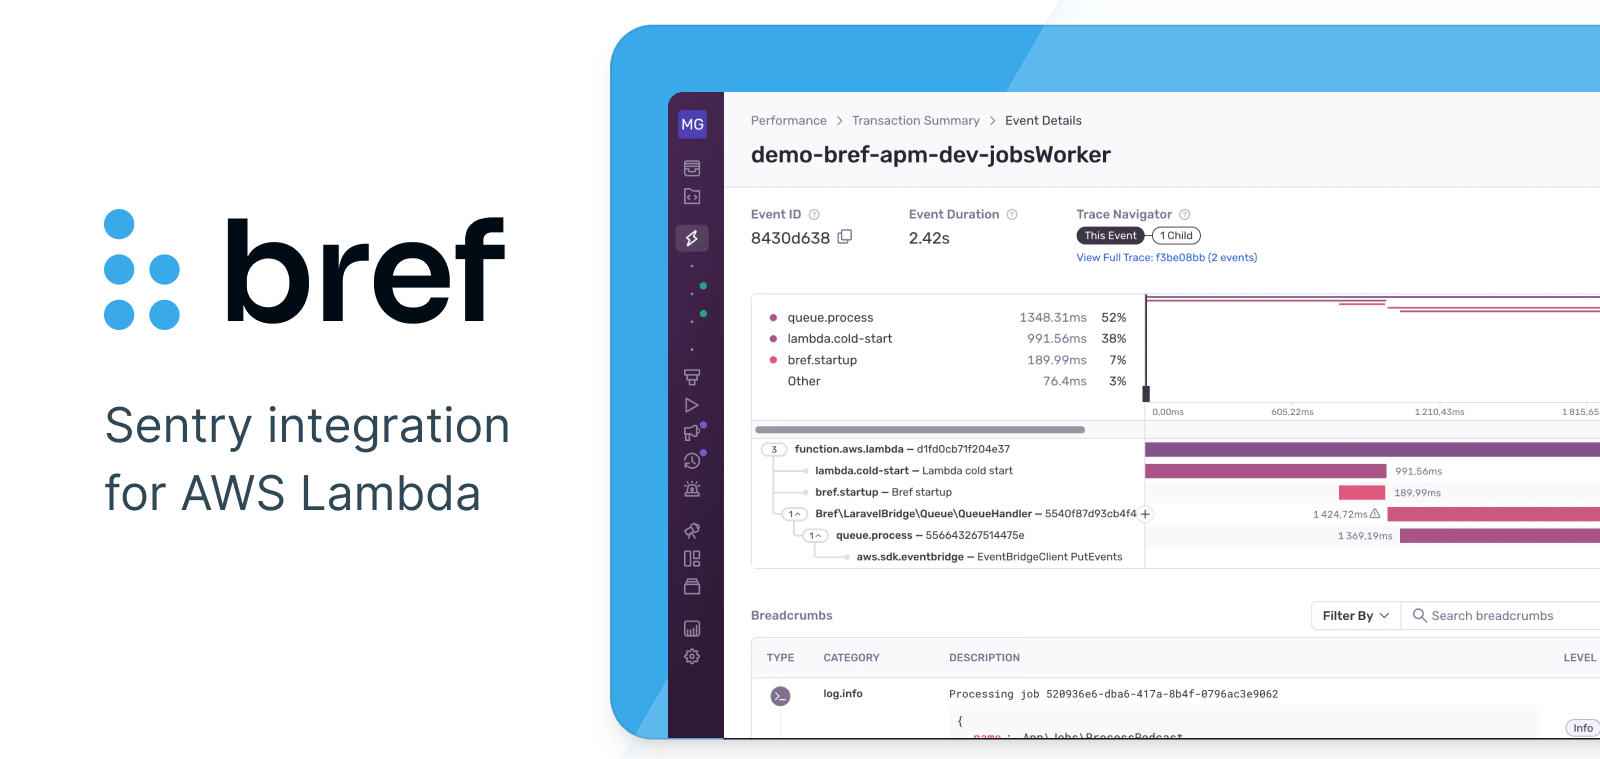 bref
Sentry integration
for AWS Lambda
MG
Performance > Transaction Summary > Event Details
demo-bref-apm-dev-jobsWorker
Event ID Event Duration Trace Navigator
8430d638 2.42s This Event 1 Child
View Full Trace: f3be08bb (2 events)
queue.process 1348.31ms 52%
lambda.cold-start 991.56ms 38%
bref.startup 189.99ms 7%
Other 76.4ms 3%
0,00ms 605,22ms 1 210,43ms 1 815,65
3 function.aws.lambda — d1fd0cb71f204e37
lambda.cold-start — Lambda cold start 991,56ms
bref.startup — Bref startup 189,99ms
1 Bref\LaravelBridge\Queue\QueueHandler — 5540f87d93cb4f4 1 424,72ms
1 queue.process — 556643267514475e 1 369,19ms
aws.sdk.eventbridge — EventBridgeClient PutEvents
Breadcrumbs Filter By Search breadcrumbs
TYPE CATEGORY DESCRIPTION LEVEL
log.info Processing job 520936e6-dba6-417a-8b4f-0796ac3e9062
{
Info
name : App\Jobs\ProcessPodcast